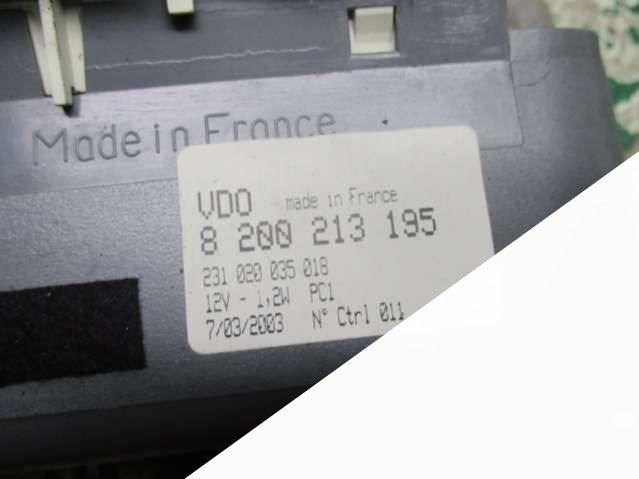 Made in France
VDO made in France
8 200 213 195
231 020 035 018
12V - 1,2W PC1
7/03/2003 N° Ctrl 011